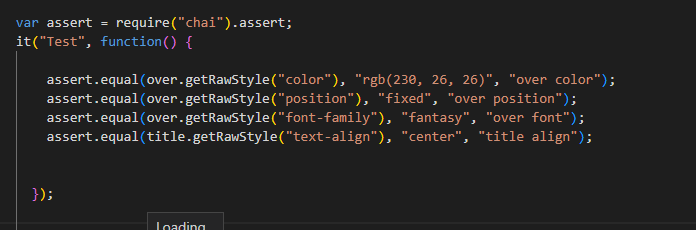 var assert = require("chai").assert;
it("Test", function() {
assert.equal(over.getRawStyle("color"), "rgb(230, 26, 26)", "over color");
assert.equal(over.getRawStyle("position"), "fixed", "over position");
assert.equal(over.getRawStyle("font-family"), "fantasy", "over font");
assert.equal(title.getRawStyle("text-align"), "center", "title align");
});
Loading